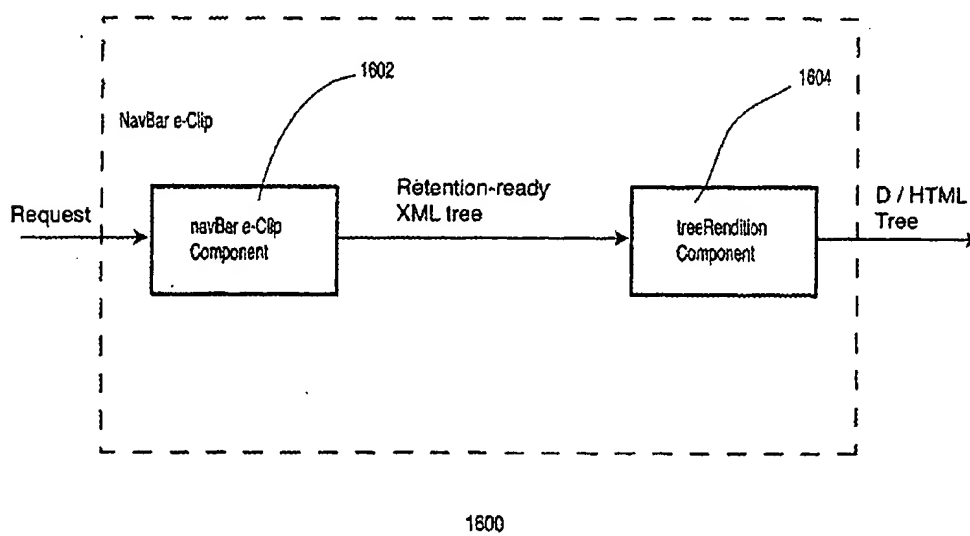 1602
1604
NavBar e-Clip
Request
navBar e-Clip
Component
Retention-ready
XML tree
treeRendition
Component
D / HTML
Tree
1600